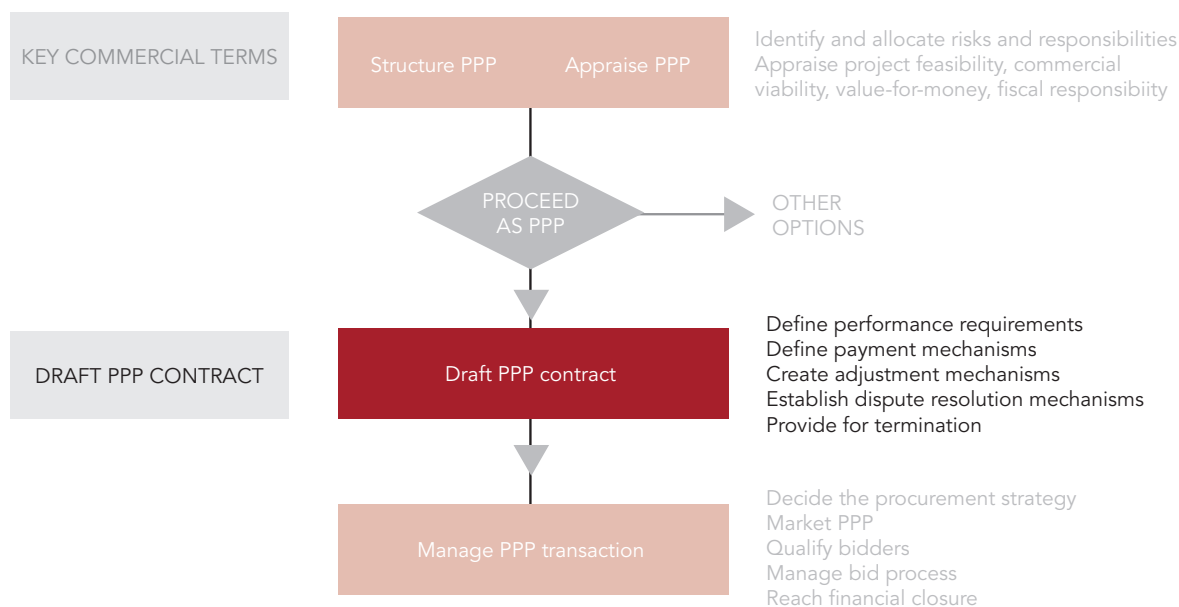 KEY COMMERCIAL TERMS
Structure PPP
Appraise PPP
Identify and allocate risks and responsibilities
Appraise project feasibility, commercial
viability, value-for-money, fiscal responsibiity
PROCEED
AS PPP
OTHER
OPTIONS
DRAFT PPP CONTRACT
Draft PPP contract
Define performance requirements
Define payment mechanisms
Create adjustment mechanisms
Establish dispute resolution mechanisms
Provide for termination
Manage PPP transaction
Decide the procurement strategy
Market PPP
Qualify bidders
Manage bid process
Reach financial closure